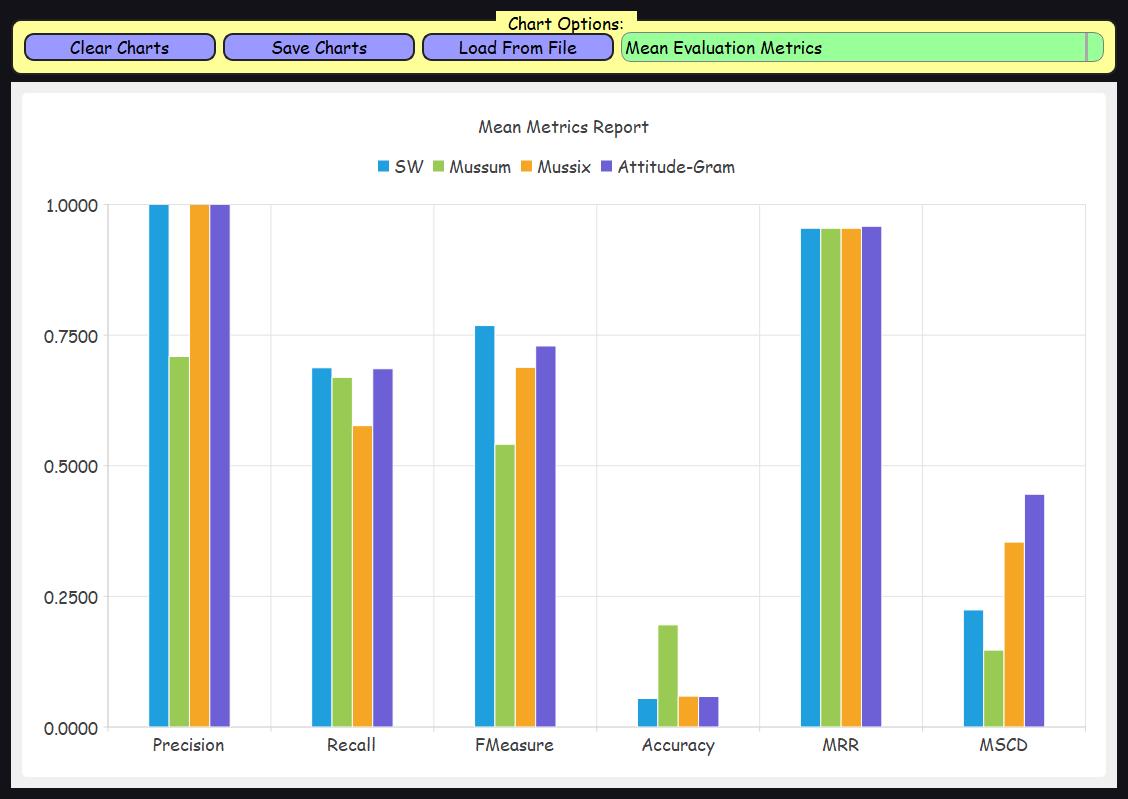 Chart Options:
Clear Charts Save Charts Load From File Mean Evaluation Metrics
Mean Metrics Report
SW Mussum Mussix Attitude-Gram
1.0000
0.7500
0.5000
0.2500
0.0000
Precision Recall FMeasure Accuracy MRR MSCD